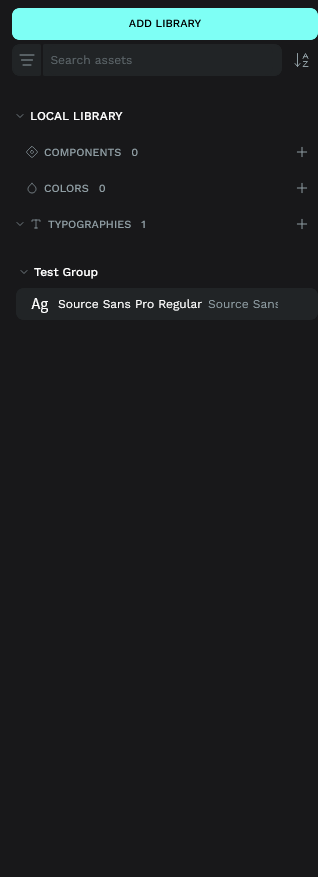 ADD LIBRARY
Search assets
LOCAL LIBRARY
COMPONENTS 0
COLORS 0
TYPOGRAPHIES 1
Test Group
Ag Source Sans Pro Regular Source Sans